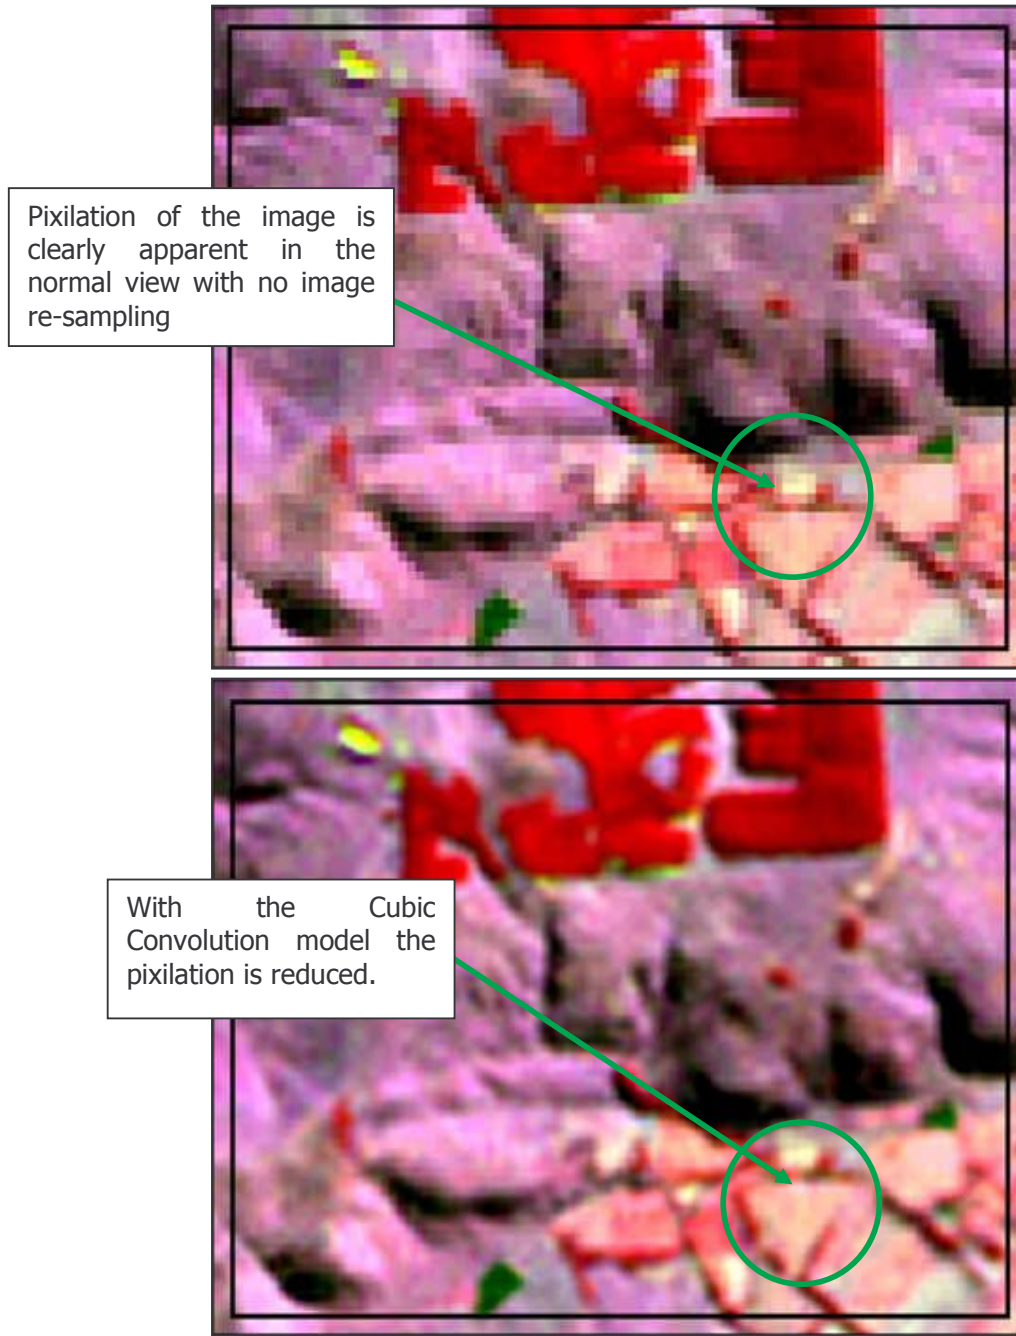 Pixilation of the image is
clearly apparent in the
normal view with no image
re-sampling
With the Cubic
Convolution model the
pixilation is reduced.